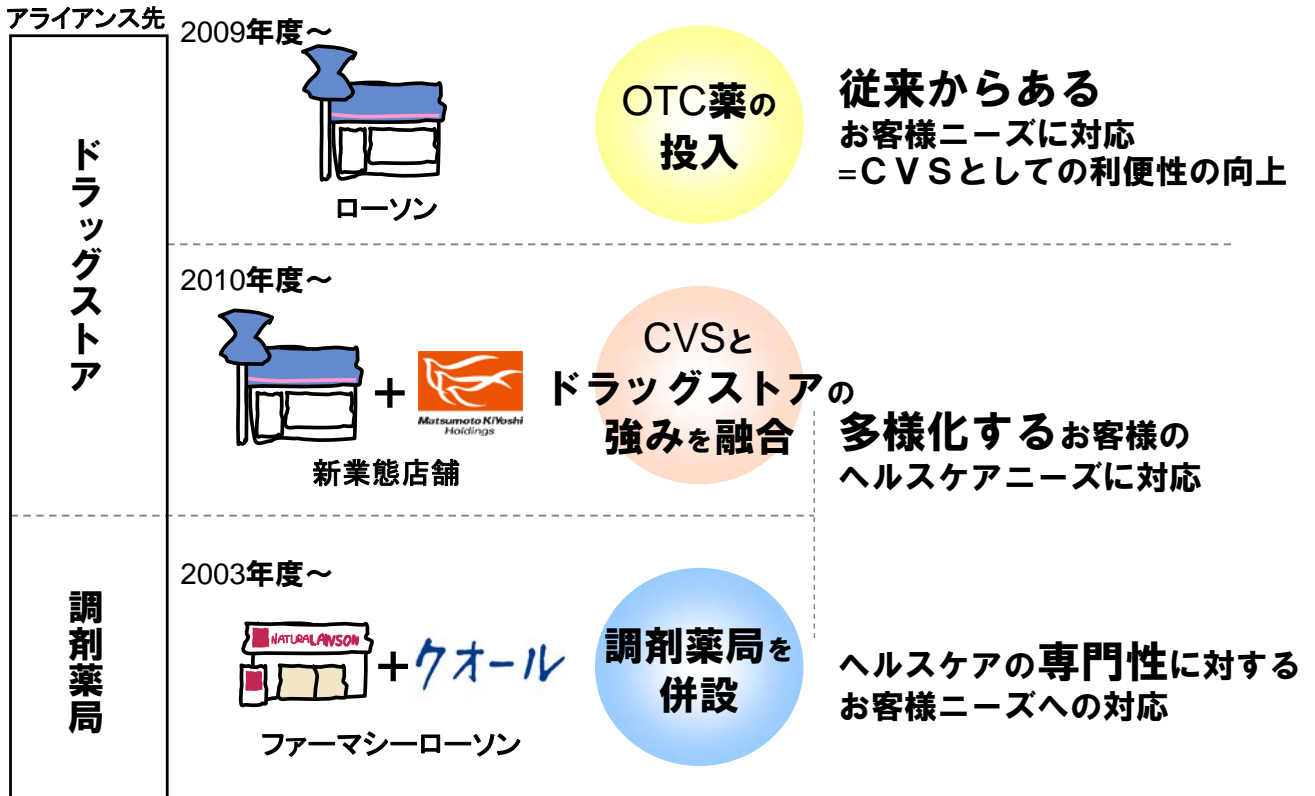 アライアンス先
ドラッグストア
2009年度～
ローソン
OTC薬の
投入
従来からある
お客様ニーズに対応
=ＣＶＳとしての利便性の向上
2010年度～
+
Matsumoto KiYoshi
Holdings
新業態店舗
CVSと
ドラッグストアの
強みを融合
多様化するお客様の
ヘルスケアニーズに対応
調剤薬局
2003年度～
NATURAL LAWSON
+
クオール
ファーマシーローソン
調剤薬局を
併設
ヘルスケアの専門性に対する
お客様ニーズへの対応